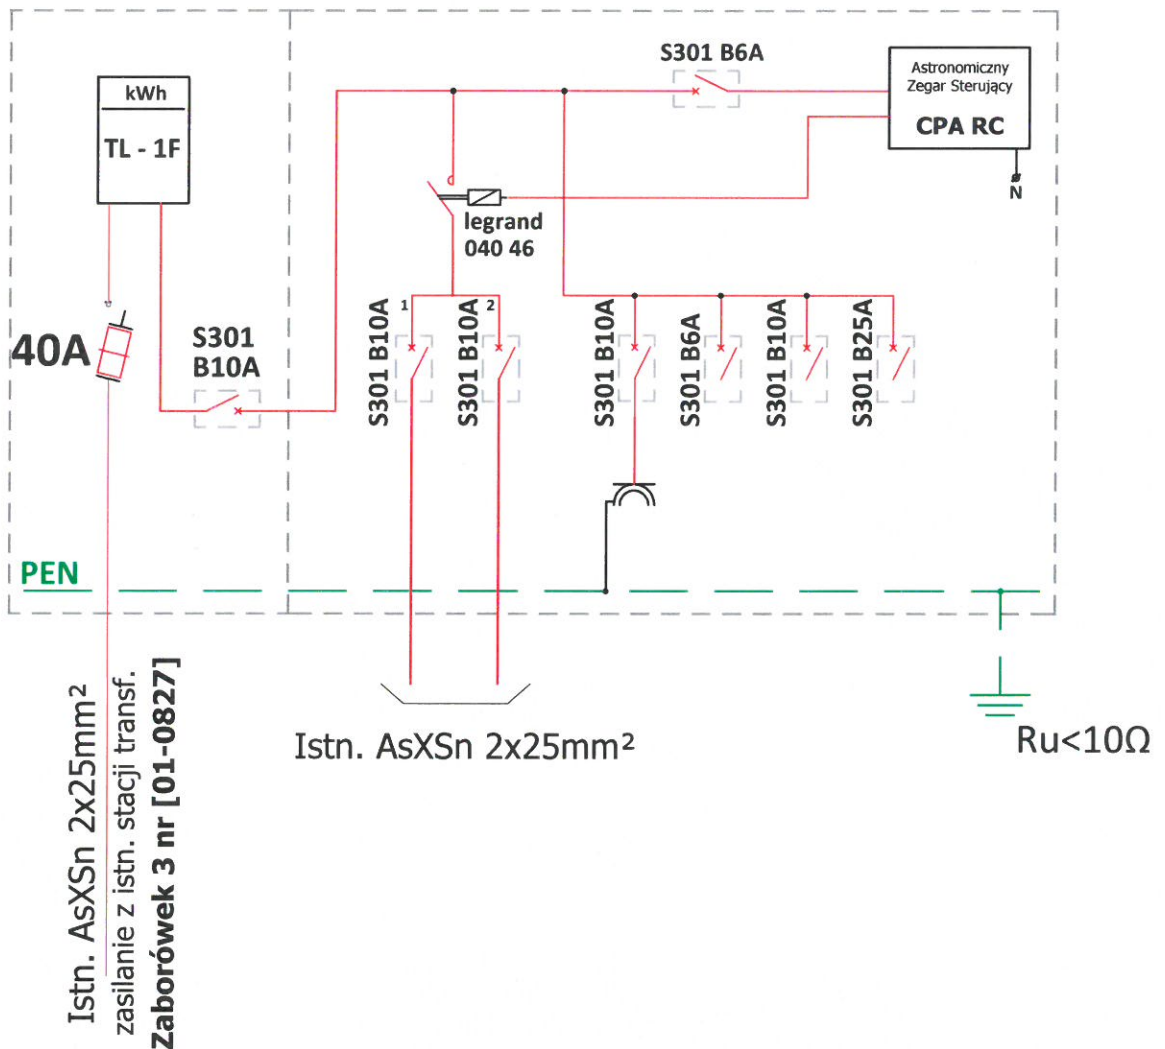 S301 B6A
Astronomiczny
Zegar Sterujący
CPA RC
N
kWh
TL - 1F
legrand
040 46
40A
S301
B10A
1
S301 B10A
2
S301 B10A
S301 B10A
S301 B6A
S301 B10A
S301 B25A
PEN
Istn. AsXSn 2x25mm²
zasilanie z istn. stacji transf.
Zaborówek 3 nr [01-0827]
Istn. AsXSn 2x25mm²
Ru<10Ω